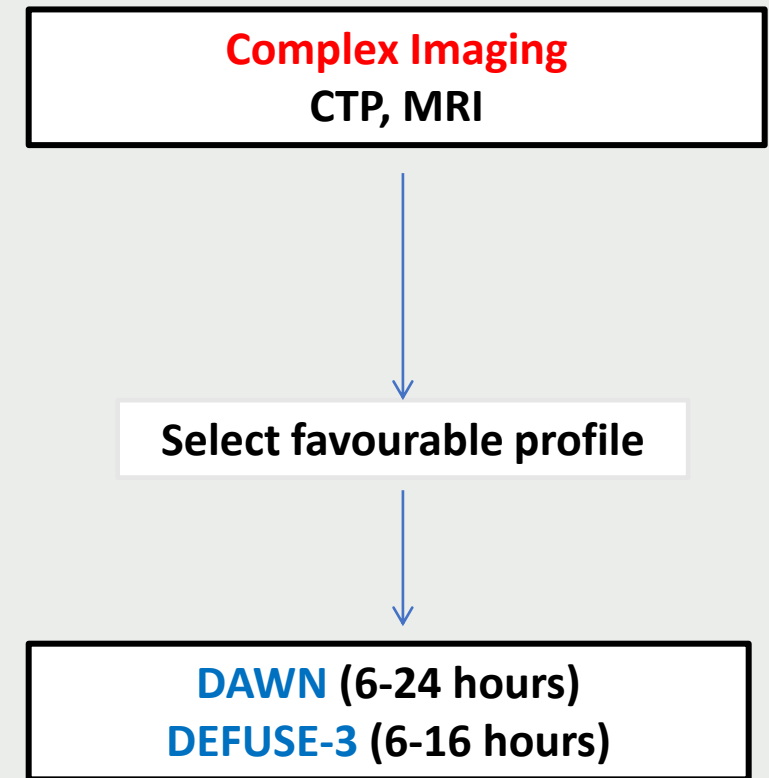 Complex Imaging
CTP, MRI
Select favourable profile
DAWN (6-24 hours)
DEFUSE-3 (6-16 hours)